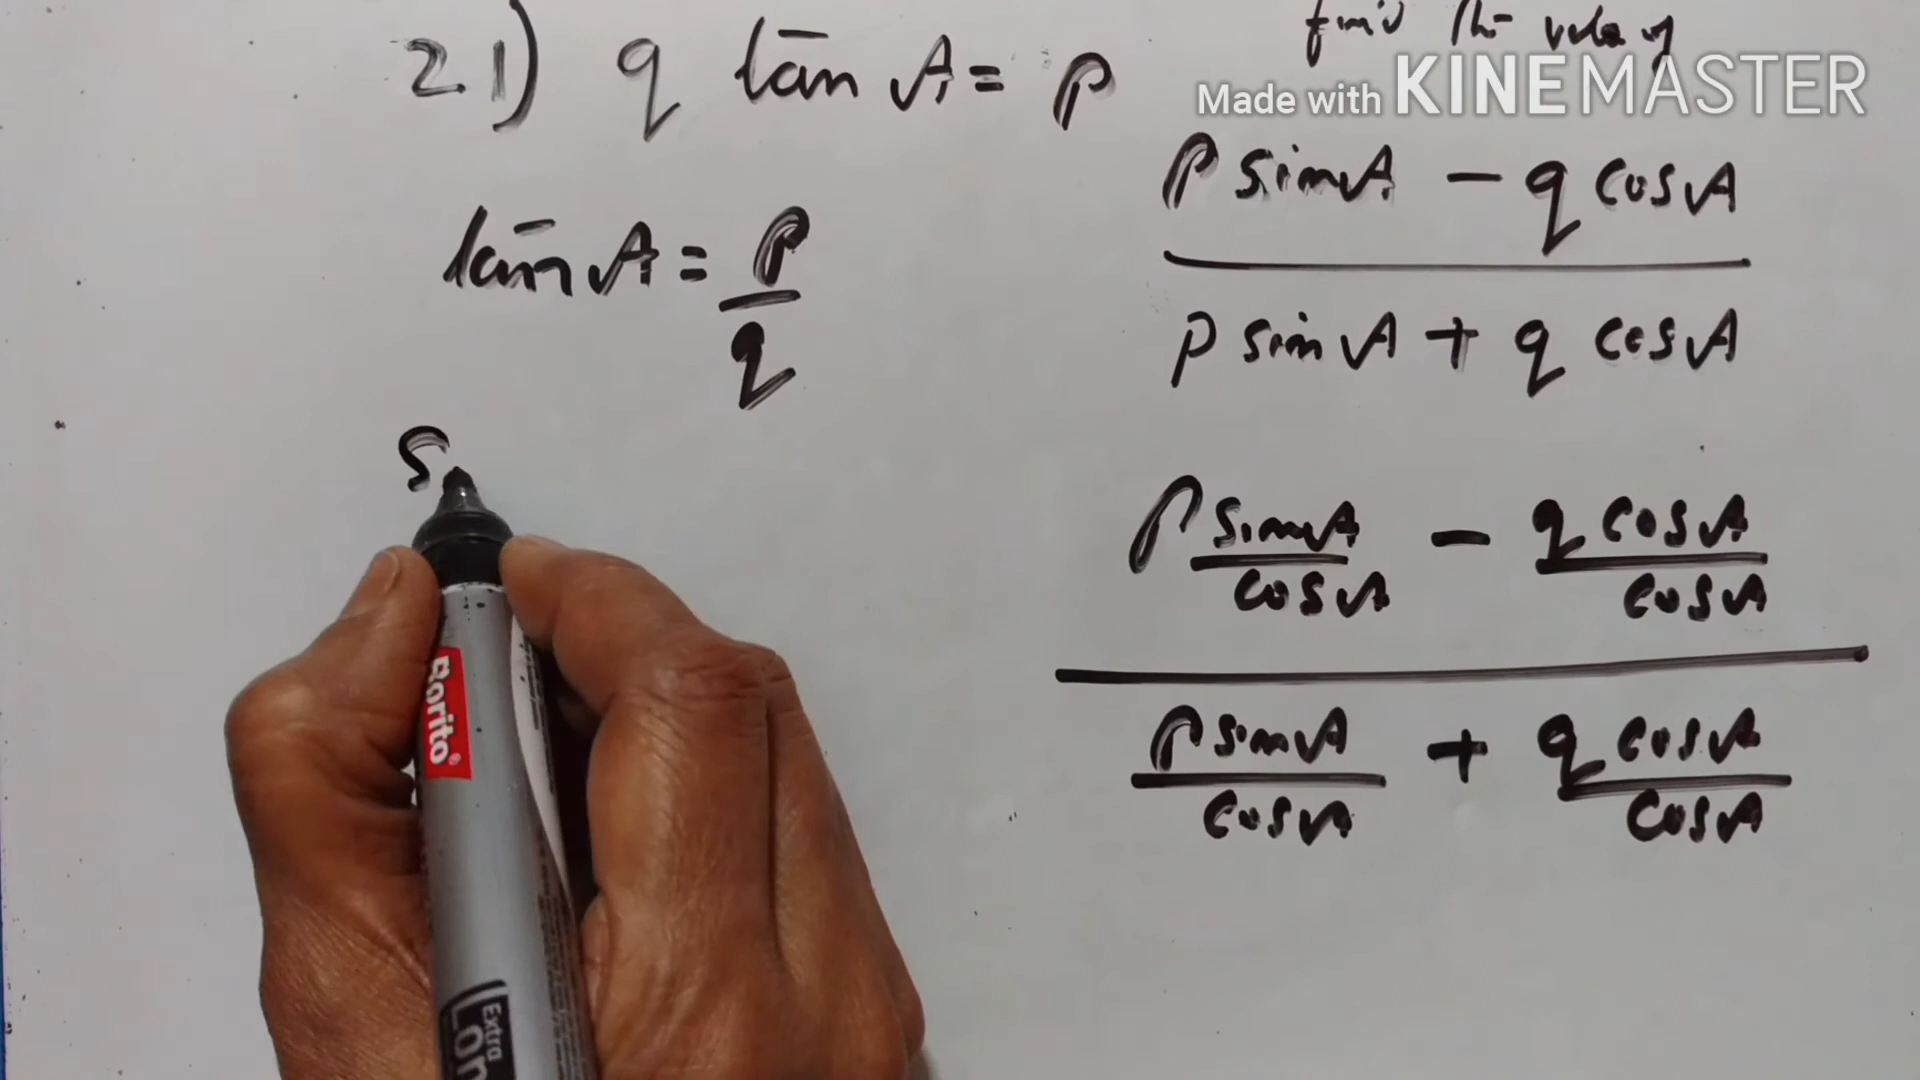 21) q tan A = p
find the value of
Made with KINEMASTER
p sin A - q cos A
p sin A + q cos A
tan A = p
q
S
p sin A - q cos A
cos A cos A
p sin A + q cos A
cos A cos A
Borito®
Extra
Lon